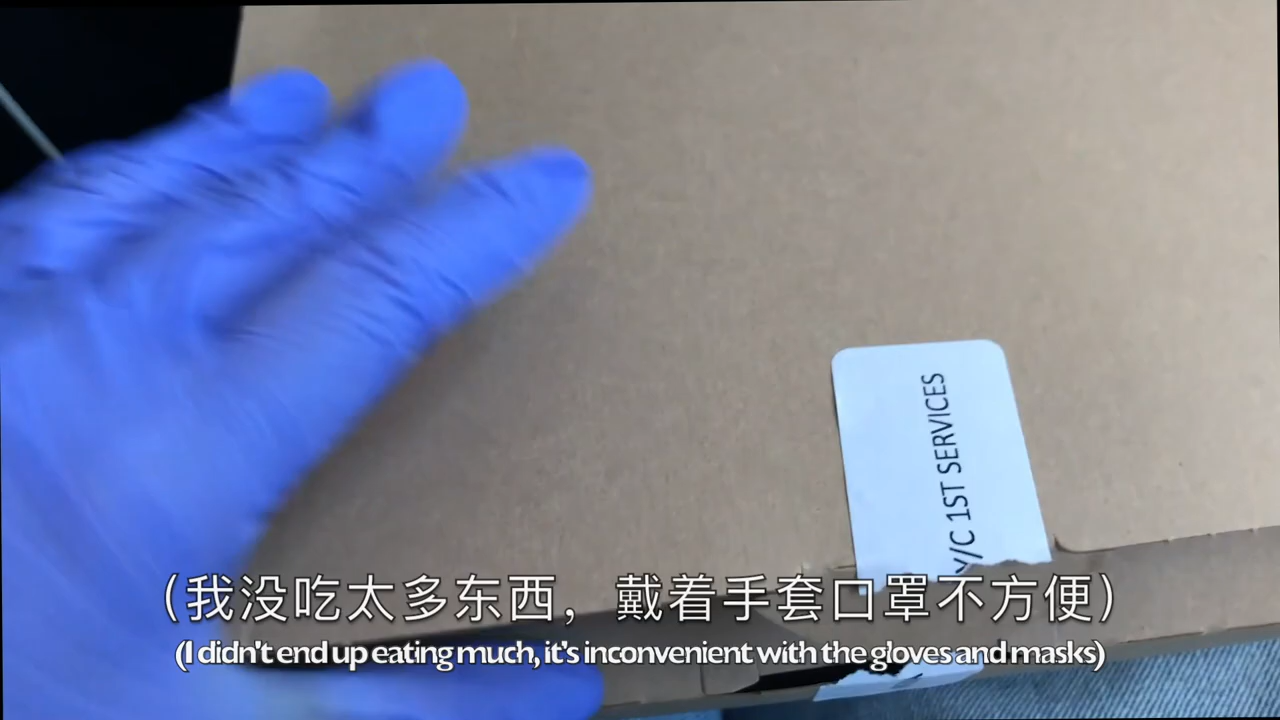 Y/C 1ST SERVICES
(我没吃太多东西，戴着手套口罩不方便)
(I didn't end up eating much, it's inconvenient with the gloves and masks)